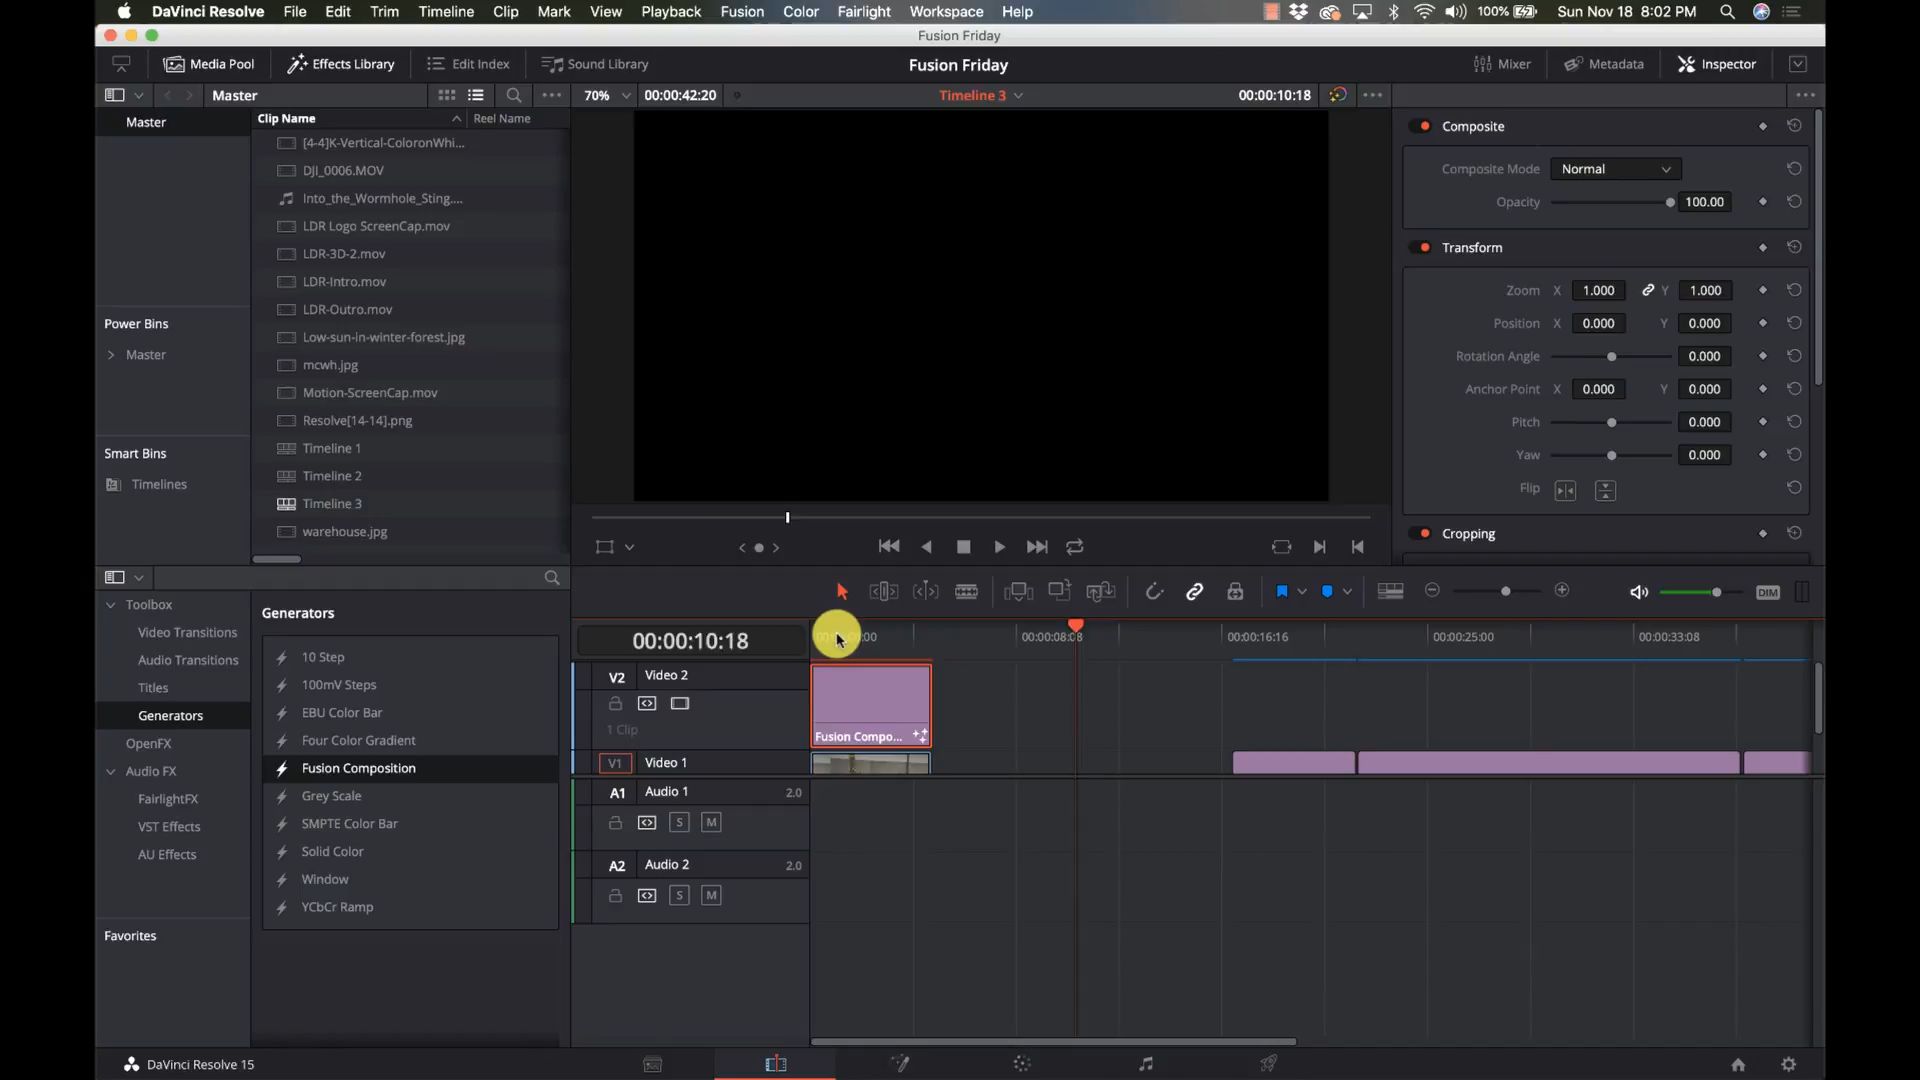 DaVinci Resolve File Edit Trim Timeline Clip Mark View Playback Fusion Color Fairlight Workspace Help 100% Sun Nov 18 8:02 PM
Fusion Friday
Media Pool Effects Library Edit Index Sound Library Fusion Friday Mixer Metadata Inspector
Master 70% 00:00:42:20 Timeline 3 00:00:10:18
Master
Clip Name Reel Name
[4-4]K-Vertical-ColoronWhi...
DJI_0006.MOV
Into_the_Wormhole_Sting....
LDR Logo ScreenCap.mov
LDR-3D-2.mov
LDR-Intro.mov
LDR-Outro.mov
Low-sun-in-winter-forest.jpg
mcwh.jpg
Motion-ScreenCap.mov
Resolve[14-14].png
Timeline 1
Timeline 2
Timeline 3
warehouse.jpg
Power Bins
Master
Smart Bins
Timelines
Composite
Composite Mode Normal
Opacity 100.00
Transform
Zoom X 1.000 Y 1.000
Position X 0.000 Y 0.000
Rotation Angle 0.000
Anchor Point X 0.000 Y 0.000
Pitch 0.000
Yaw 0.000
Flip
Cropping
Toolbox
Video Transitions
Audio Transitions
Titles
Generators
OpenFX
Audio FX
FairlightFX
VST Effects
AU Effects
Favorites
Generators
10 Step
100mV Steps
EBU Color Bar
Four Color Gradient
Fusion Composition
Grey Scale
SMPTE Color Bar
Solid Color
Window
YCbCr Ramp
DIM
00:00:10:18 00:00:08:08 00:00:16:16 00:00:25:00 00:00:33:08
V2 Video 2
1 Clip
Fusion Compo...
V1 Video 1
A1 Audio 1 2.0
S M
A2 Audio 2 2.0
S M
DaVinci Resolve 15